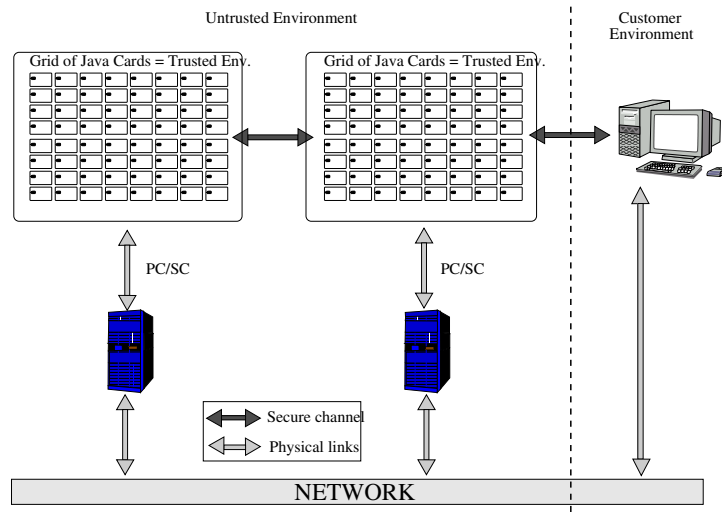 Untrusted Environment
Customer
Environment
Grid of Java Cards = Trusted Env.
Grid of Java Cards = Trusted Env.
PC/SC
PC/SC
Secure channel
Physical links
NETWORK